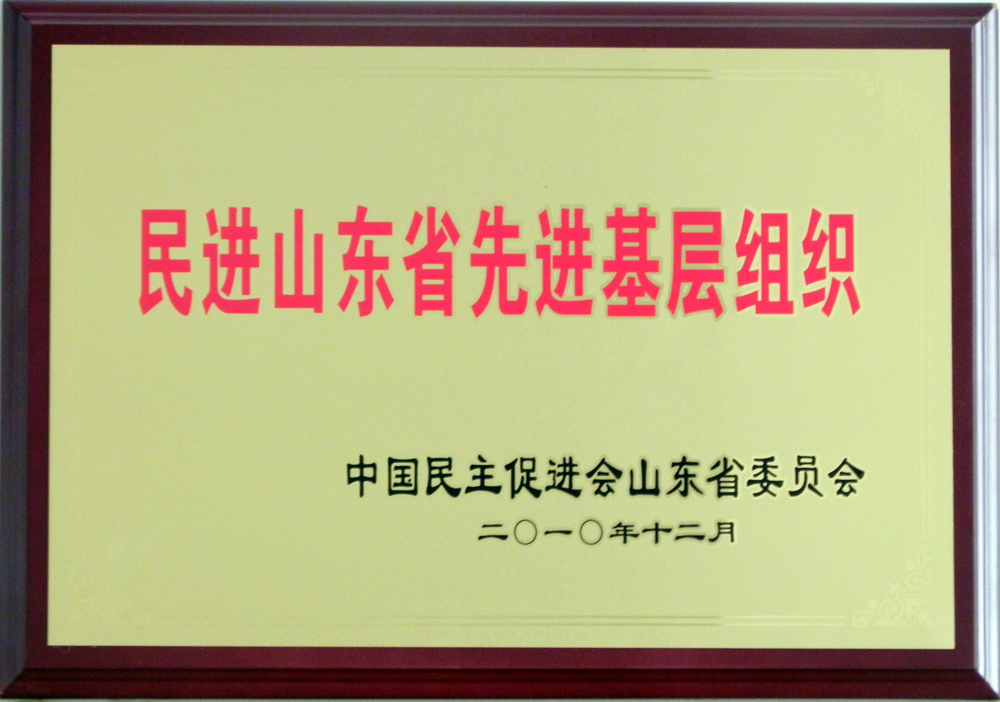 民进山东省先进基层组织
中国民主促进会山东省委员会
二〇一〇年十二月